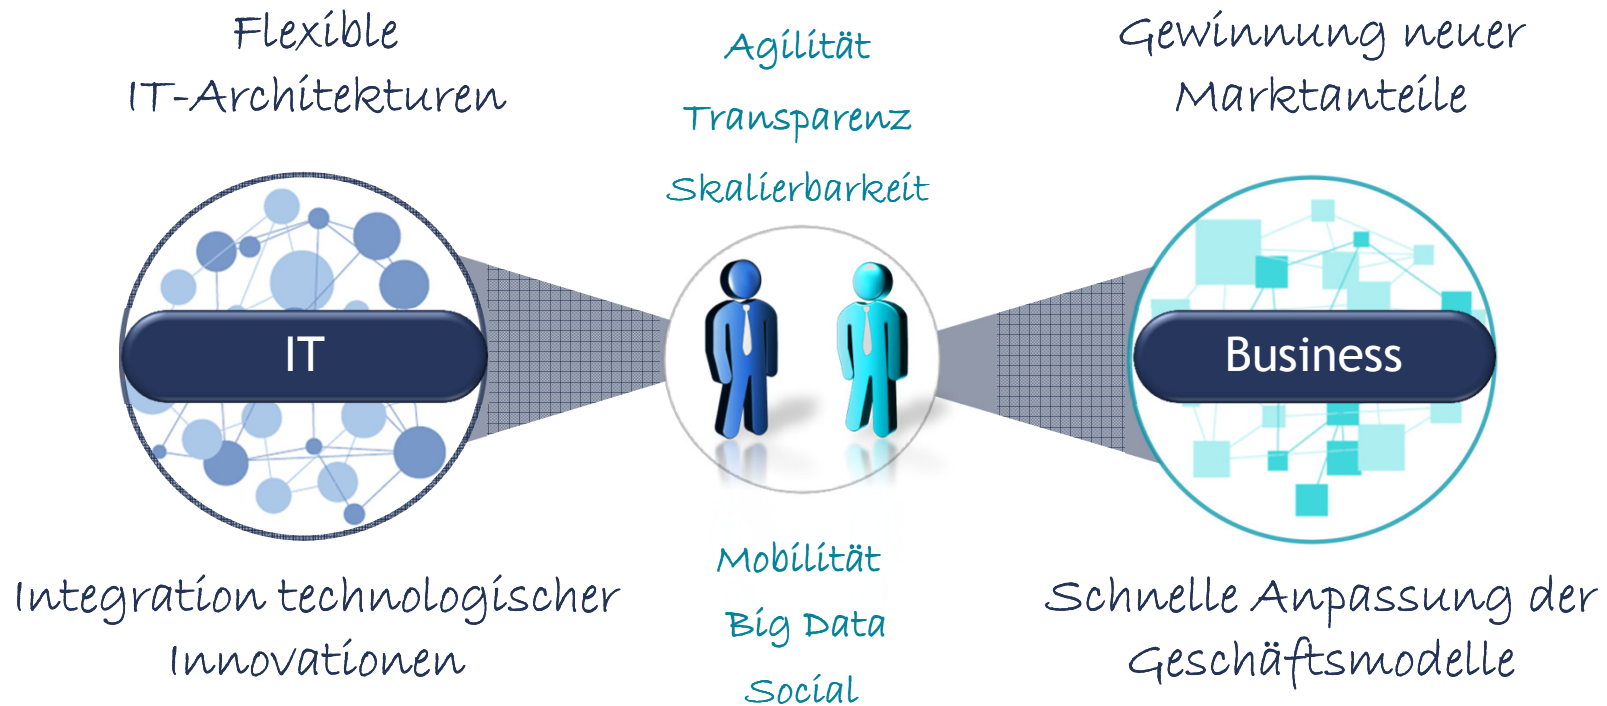 Flexible
IT-Architekturen
IT
Integration technologischer
Innovationen
Agilität
Transparenz
Skalierbarkeit
Mobilität
Big Data
Social
Gewinnung neuer
Marktanteile
Business
Schnelle Anpassung der
Geschäftsmodelle